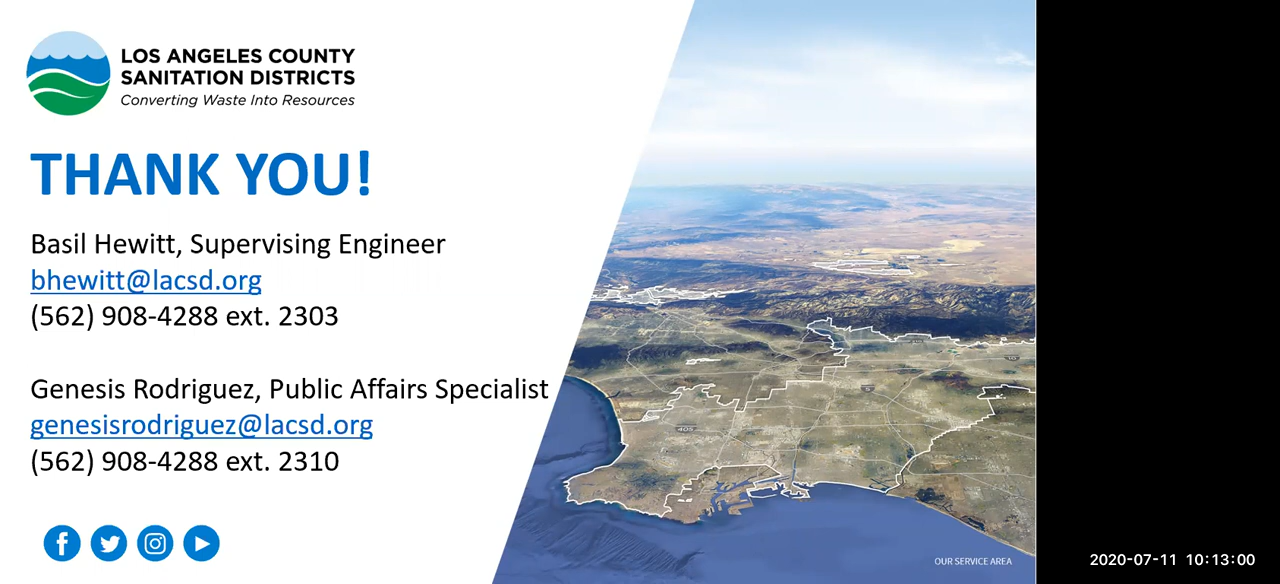 LOS ANGELES COUNTY
SANITATION DISTRICTS
Converting Waste Into Resources
THANK YOU!
Basil Hewitt, Supervising Engineer
bhewitt@lacsd.org
(562) 908-4288 ext. 2303
Genesis Rodriguez, Public Affairs Specialist
genesisrodriguez@lacsd.org
(562) 908-4288 ext. 2310
405
OUR SERVICE AREA
2020-07-11 10:13:00